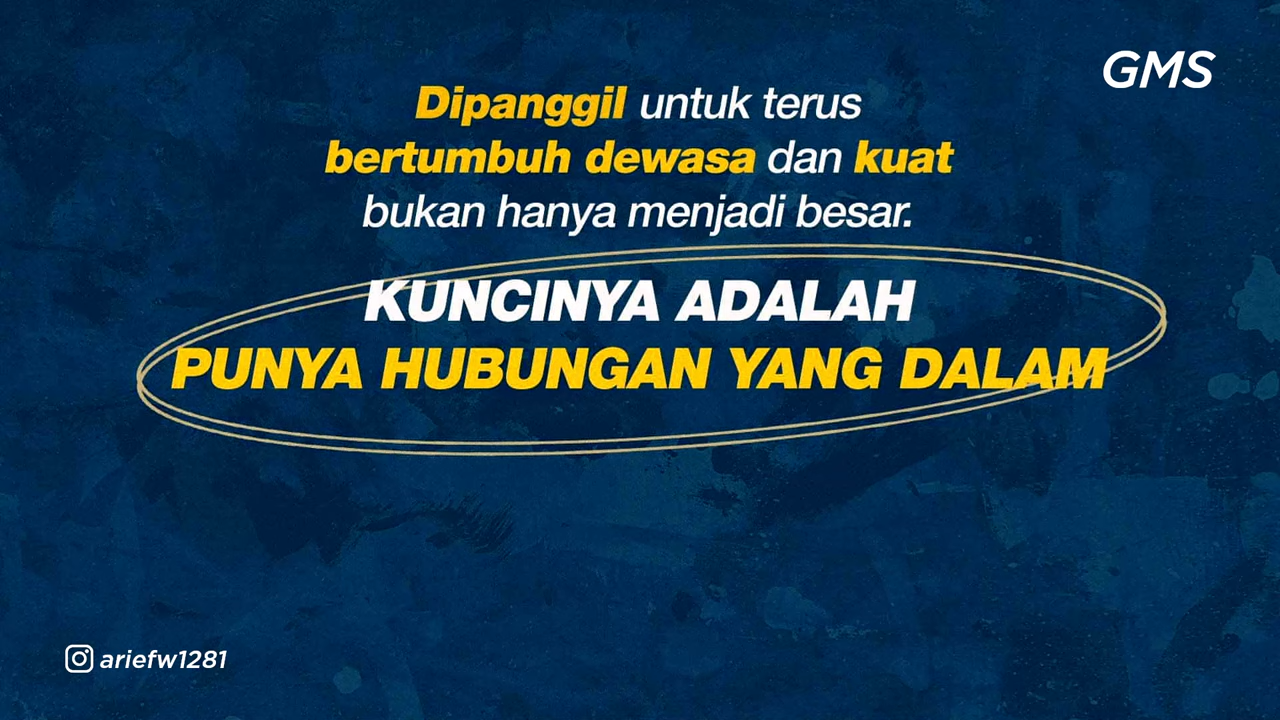 GMS
Dipanggil untuk terus
bertumbuh dewasa dan kuat
bukan hanya menjadi besar.
KUNCINYA ADALAH
PUNYA HUBUNGAN YANG DALAM
ariefw1281